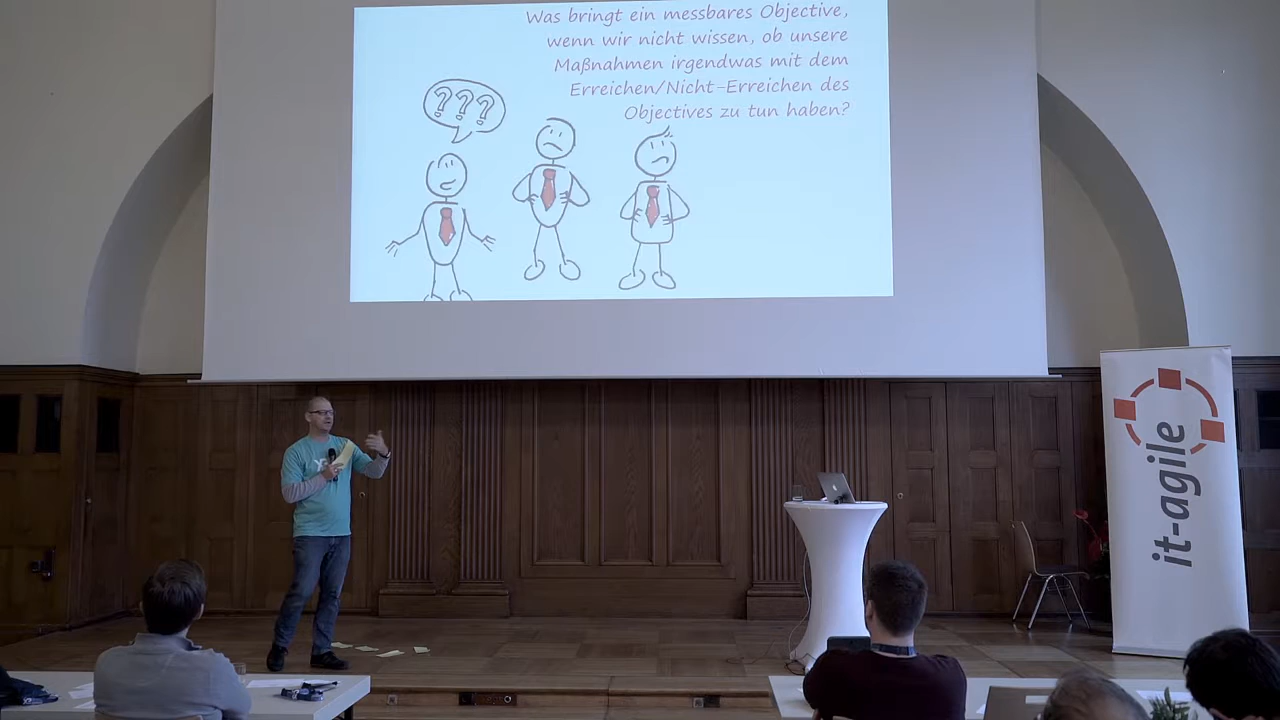 Was bringt ein messbares Objective,
wenn wir nicht wissen, ob unsere
Maßnahmen irgendwas mit dem
Erreichen/Nicht-Erreichen des
Objectives zu tun haben?
???
it-agile